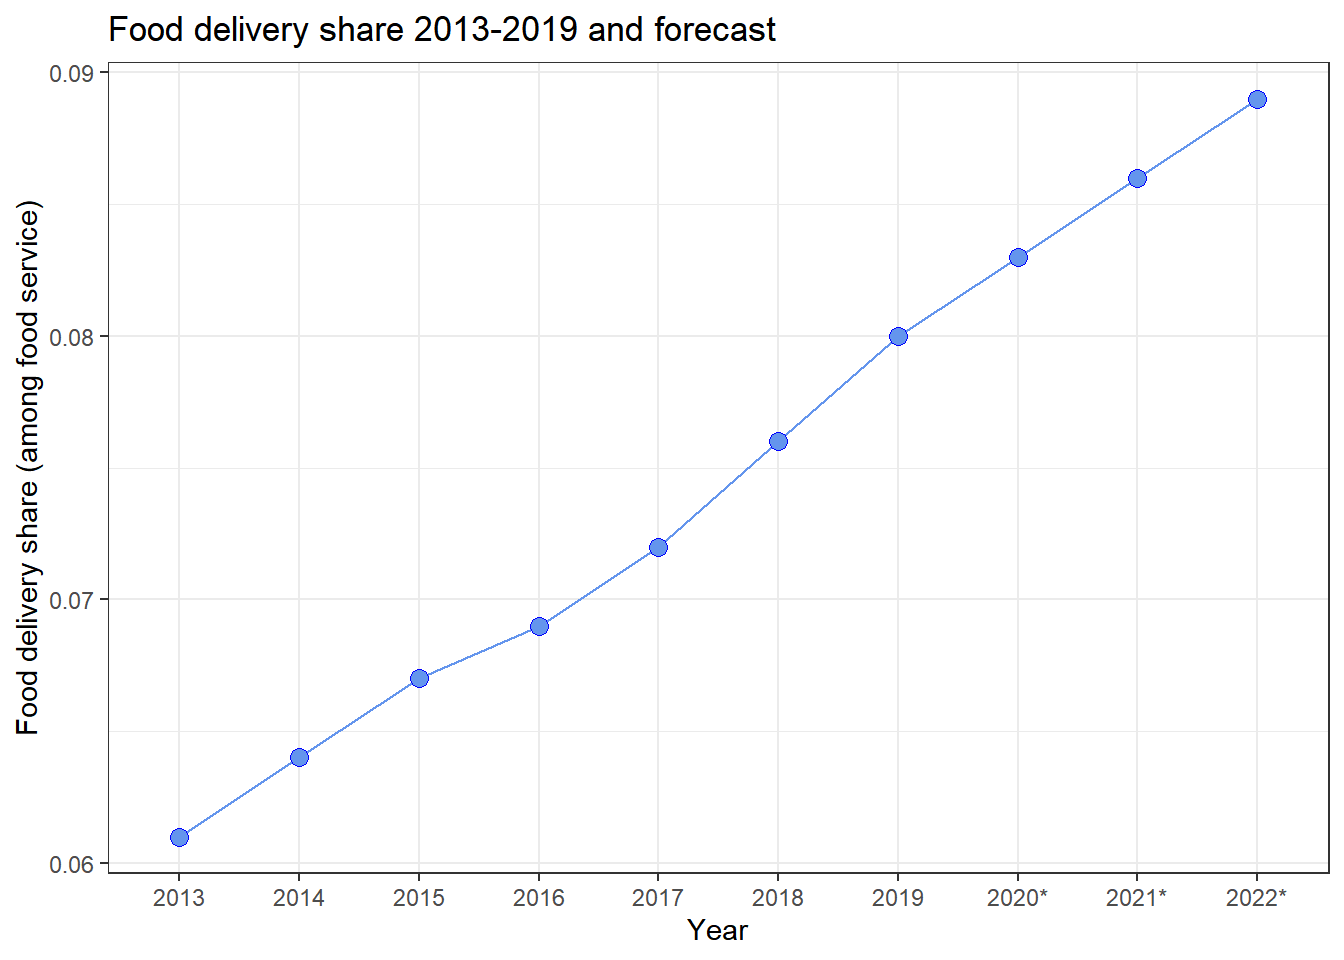 Food delivery share 2013-2019 and forecast
Food delivery share (among food service)
0.09
0.08
0.07
0.06
2013 2014 2015 2016 2017 2018 2019 2020* 2021* 2022*
Year